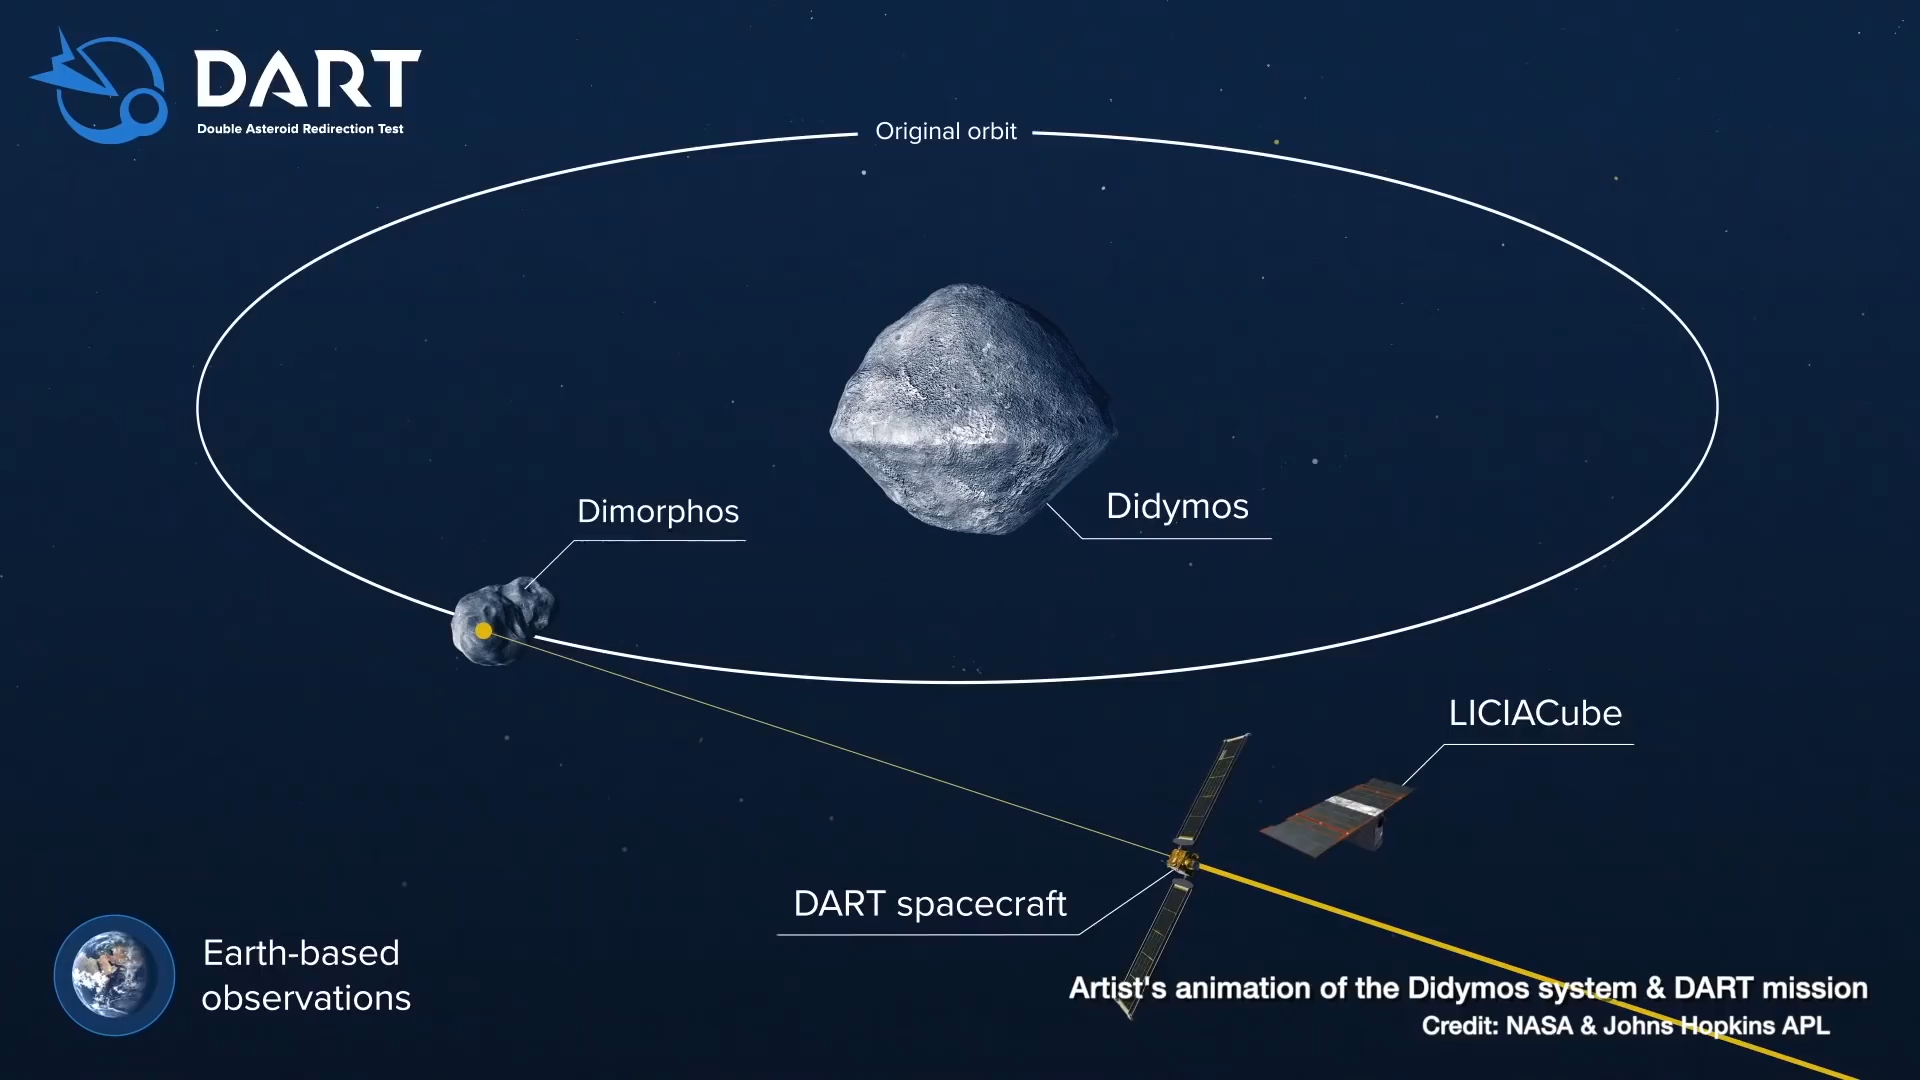 DART
Double Asteroid Redirection Test
Original orbit
Dimorphos
Didymos
LICIACube
DART spacecraft
Earth-based
observations
Artist's animation of the Didymos system & DART mission
Credit: NASA & Johns Hopkins APL